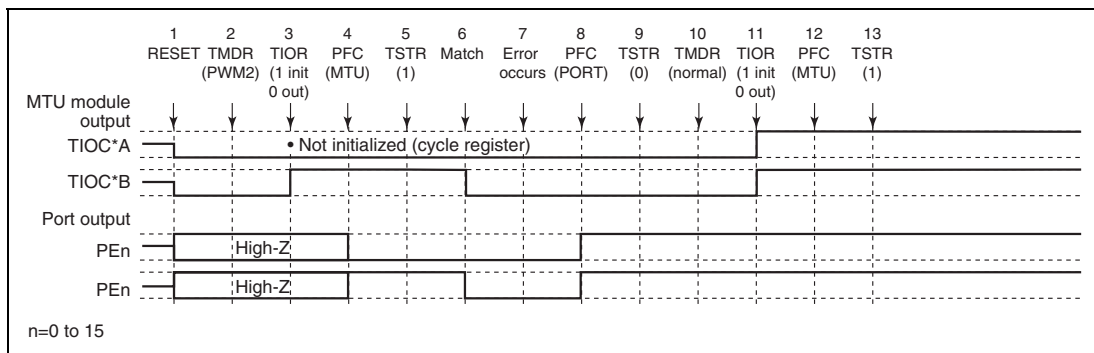 1 2 3 4 5 6 7 8 9 10 11 12 13
RESET TMDR TIOR PFC TSTR Match Error PFC TSTR TMDR TIOR PFC TSTR
(PWM2) (1 init (MTU) (1) occurs (PORT) (0) (normal) (1 init (MTU) (1)
0 out) 0 out)
MTU module
output
TIOC*A • Not initialized (cycle register)
TIOC*B
Port output
PEn High-Z
PEn High-Z
n=0 to 15